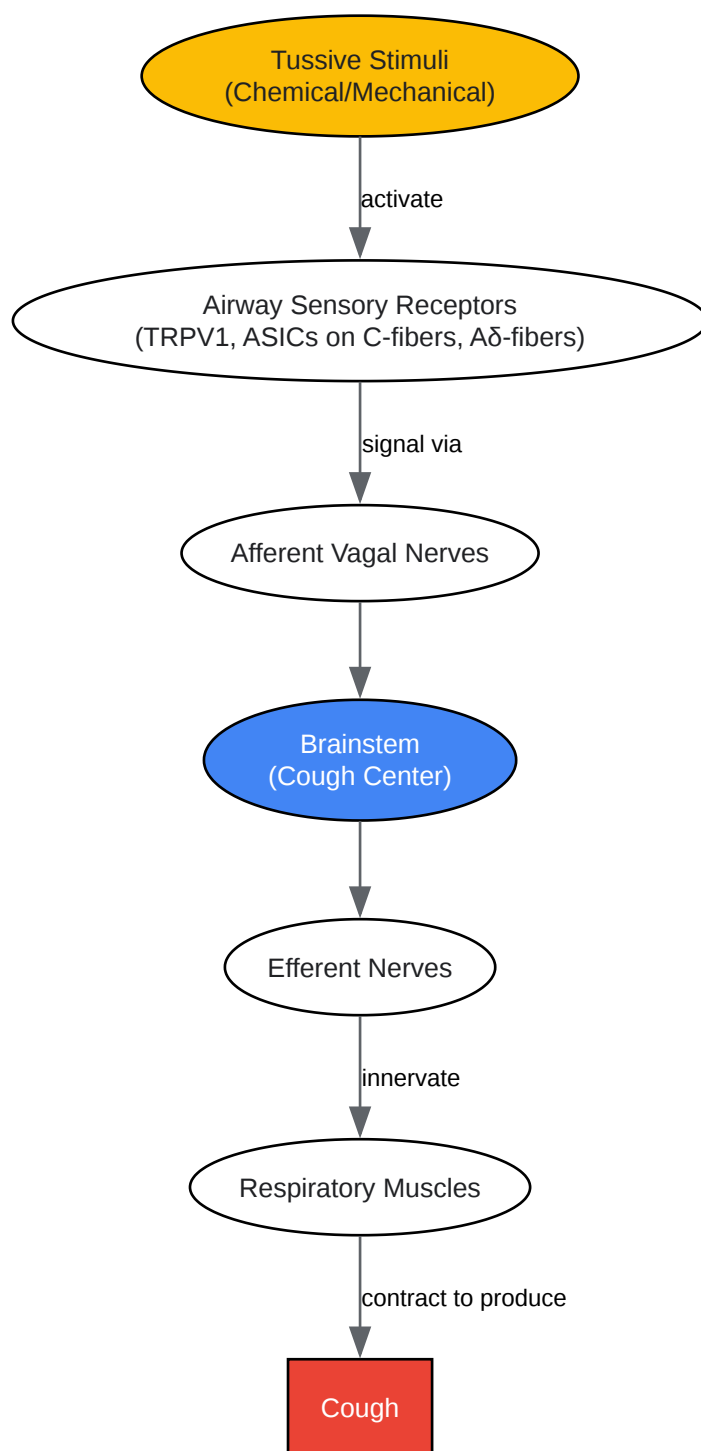 Tussive Stimuli
(Chemical/Mechanical)
activate
Airway Sensory Receptors
(TRPV1, ASICs on C-fibers, Aδ-fibers)
signal via
Afferent Vagal Nerves
Brainstem
(Cough Center)
Efferent Nerves
innervate
Respiratory Muscles
contract to produce
Cough